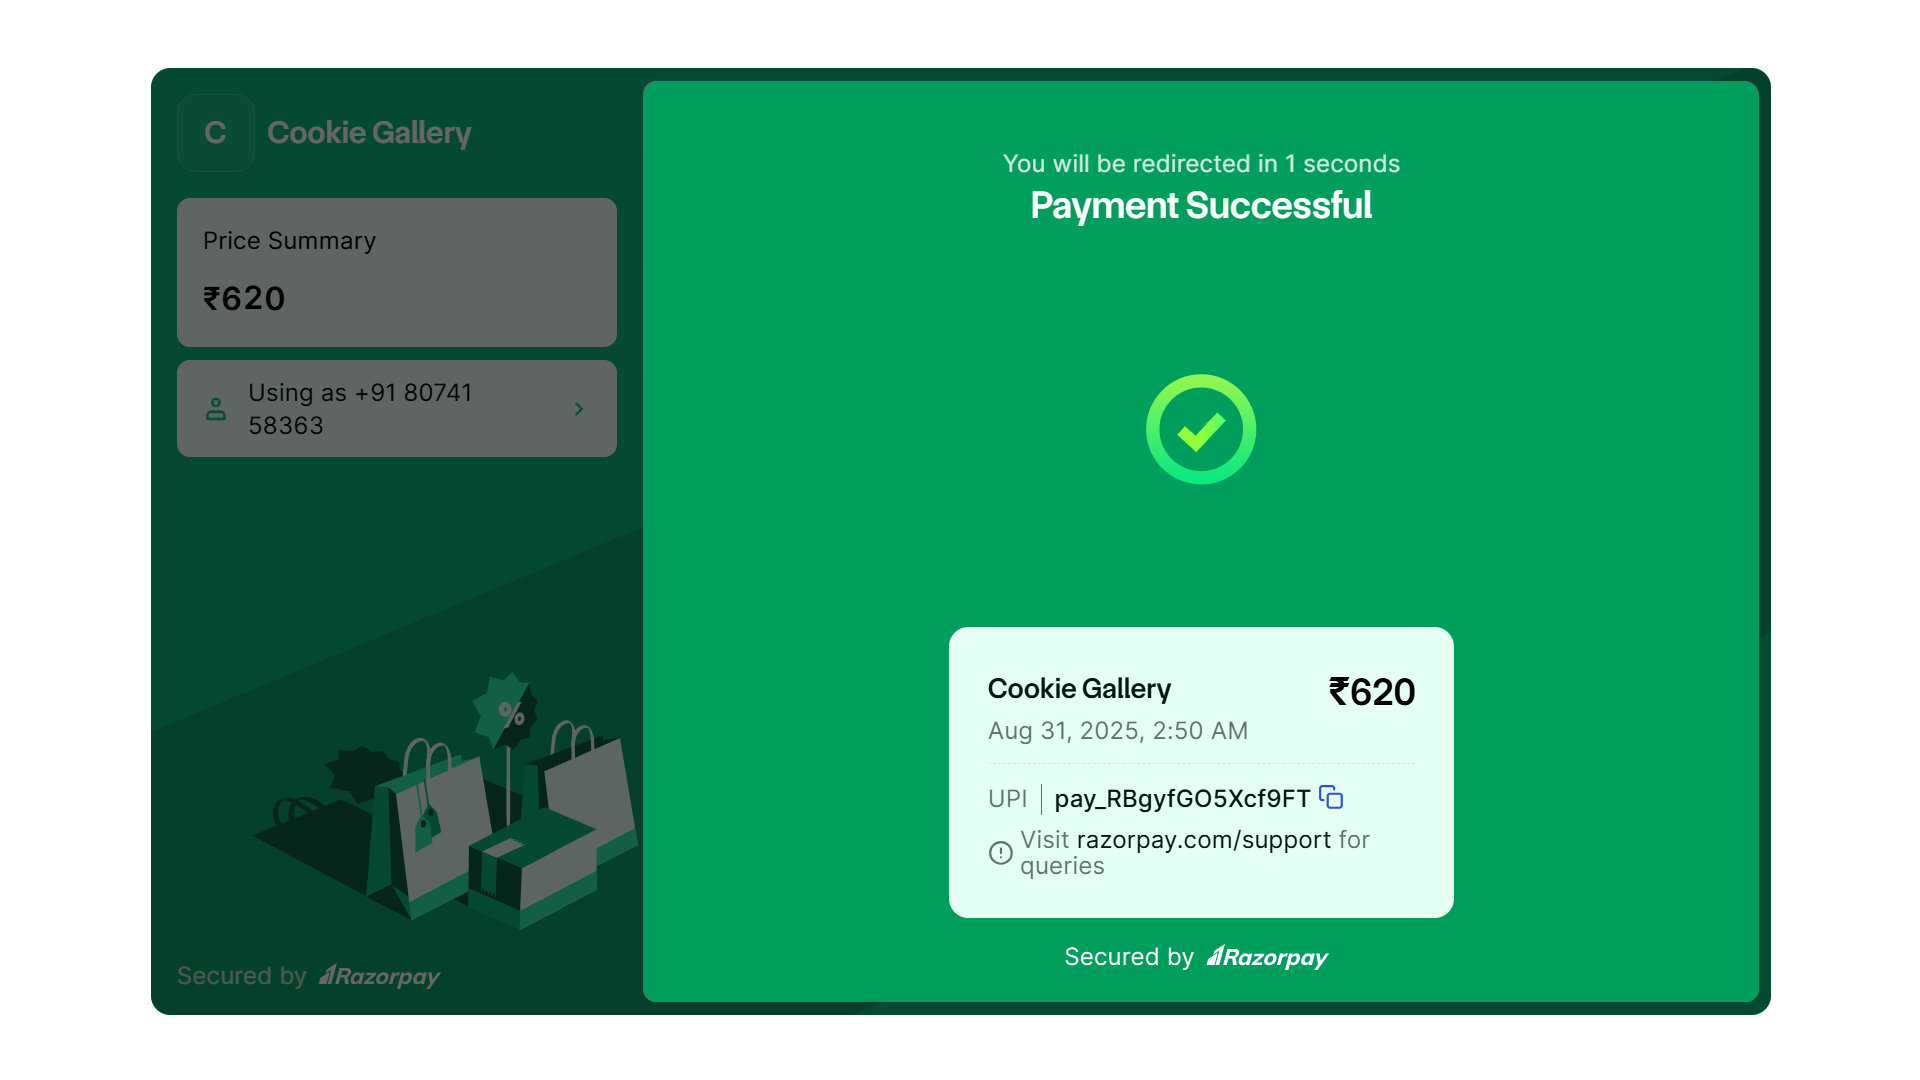 C
Cookie Gallery
Price Summary
₹620
Using as +91 80741
58363
%
Secured by Razorpay
You will be redirected in 1 seconds
Payment Successful
Cookie Gallery
₹620
Aug 31, 2025, 2:50 AM
UPI | pay_RBgyfGO5Xcf9FT
Visit razorpay.com/support for
queries
Secured by Razorpay